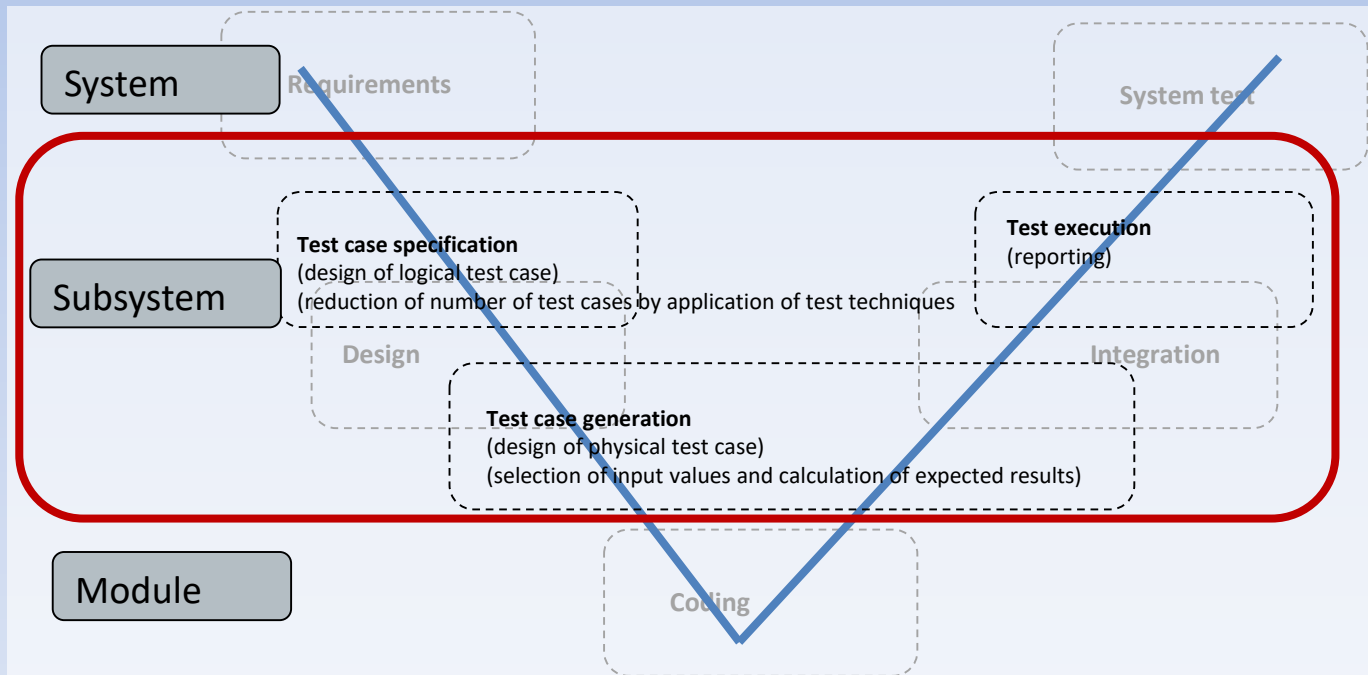 System
Requirements
System test
Test case specification
(design of logical test case)
(reduction of number of test cases by application of test techniques
Test execution
(reporting)
Subsystem
Design
Integration
Test case generation
(design of physical test case)
(selection of input values and calculation of expected results)
Module
Coding